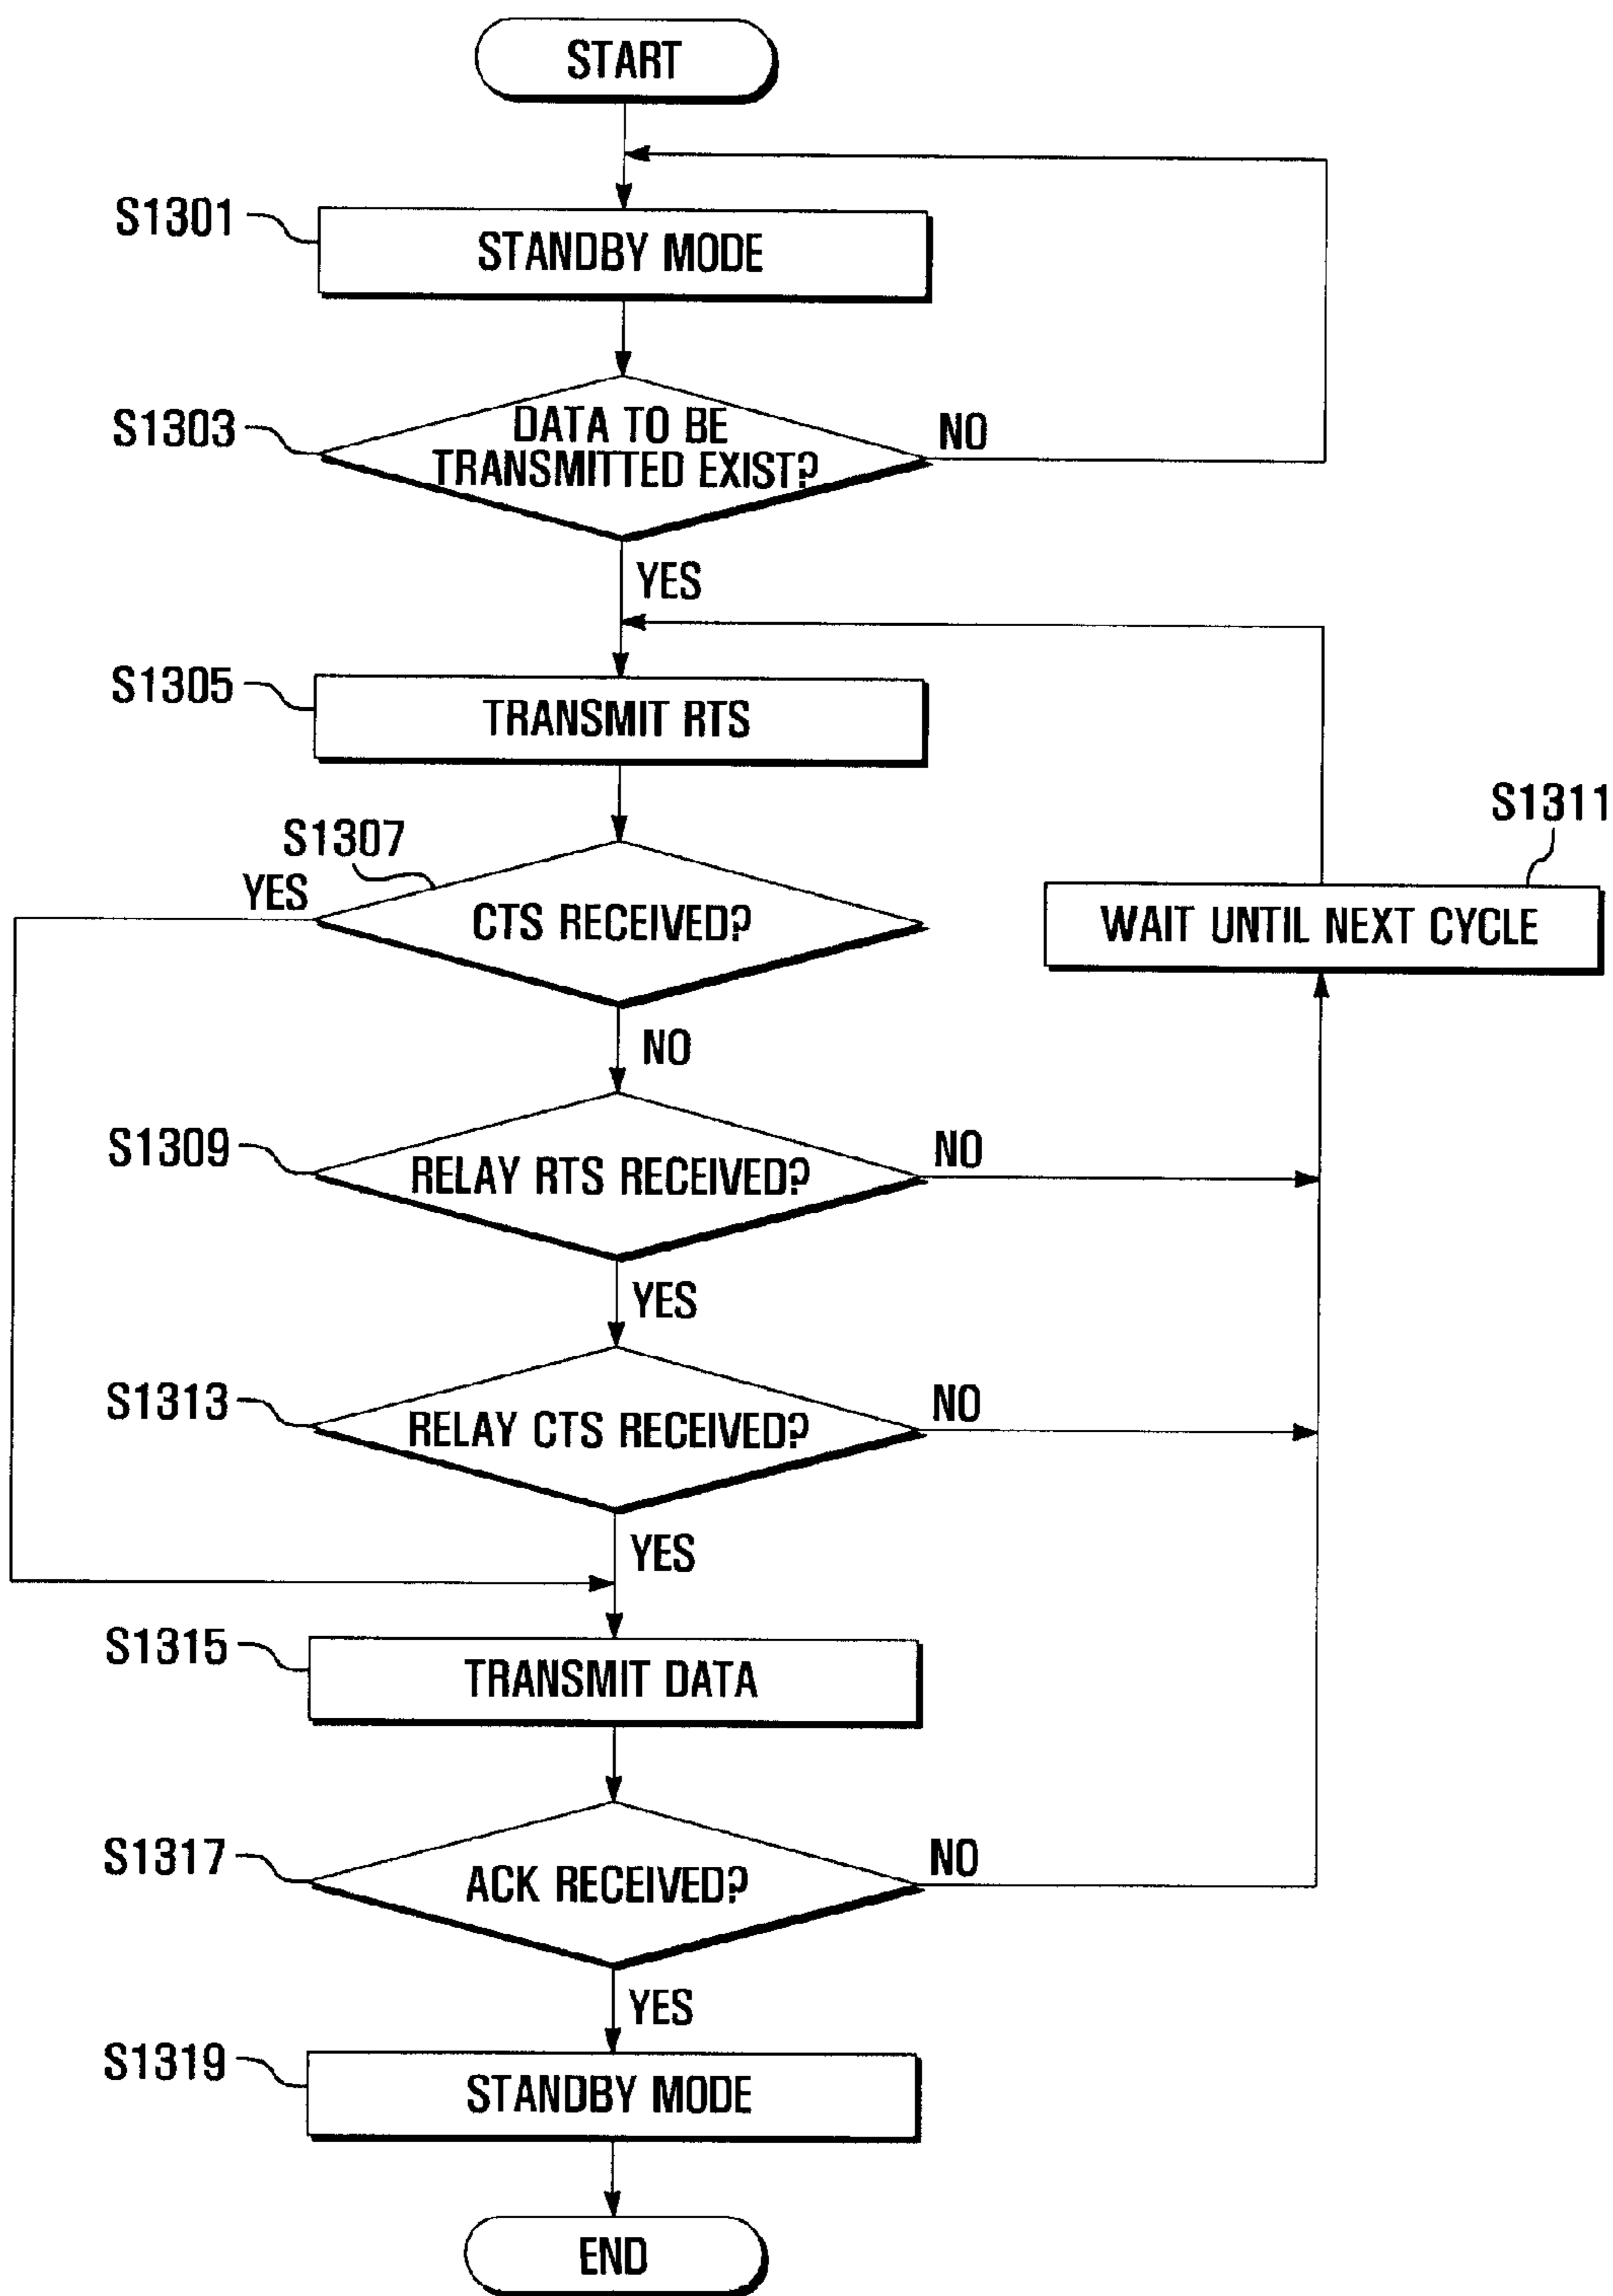 START
S1301
STANDBY MODE
S1303
DATA TO BE
TRANSMITTED EXIST?
NO
YES
S1305
TRANSMIT RTS
S1307
YES
CTS RECEIVED?
S1311
WAIT UNTIL NEXT CYCLE
NO
S1309
RELAY RTS RECEIVED?
NO
YES
S1313
RELAY CTS RECEIVED?
NO
YES
S1315
TRANSMIT DATA
S1317
ACK RECEIVED?
NO
YES
S1319
STANDBY MODE
END